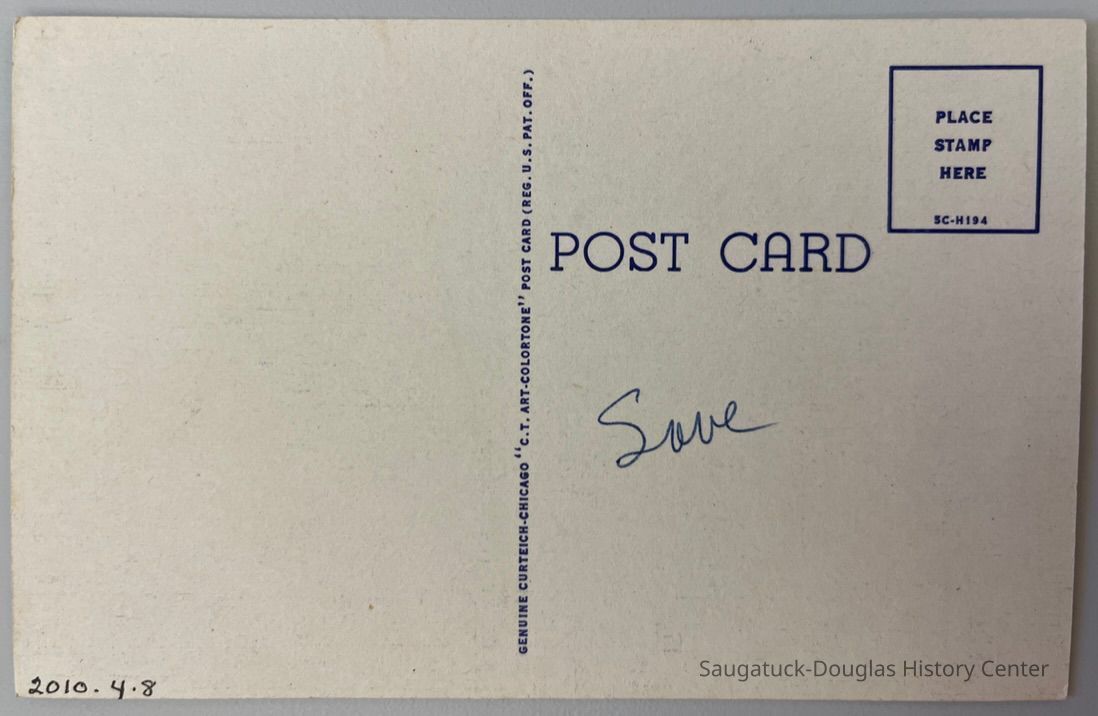 GENUINE CURTEICH-CHICAGO "C.T. ART-COLORTONE" POST CARD (REG. U.S. PAT. OFF.)
PLACE
STAMP
HERE
5C-H194
POST CARD
Save
2010.4.8
Saugatuck-Douglas History Center